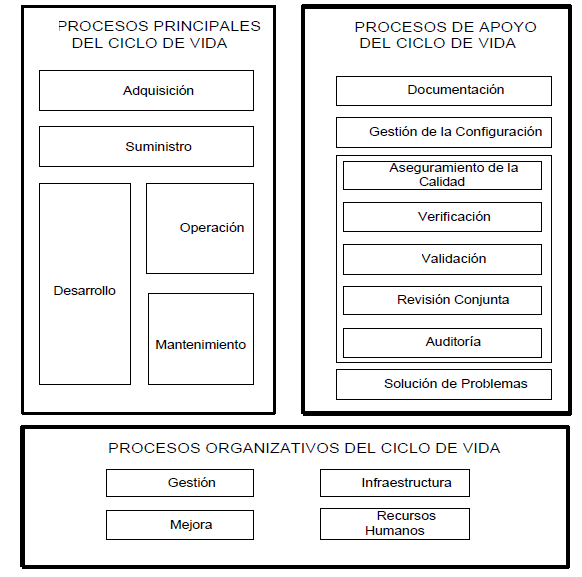 PROCESOS PRINCIPALES
DEL CICLO DE VIDA
Adquisición
Suministro
Desarrollo
Operación
Mantenimiento
PROCESOS DE APOYO
DEL CICLO DE VIDA
Documentación
Gestión de la Configuración
Aseguramiento de la
Calidad
Verificación
Validación
Revisión Conjunta
Auditoría
Solución de Problemas
PROCESOS ORGANIZATIVOS DEL CICLO DE VIDA
Gestión
Infraestructura
Mejora
Recursos
Humanos